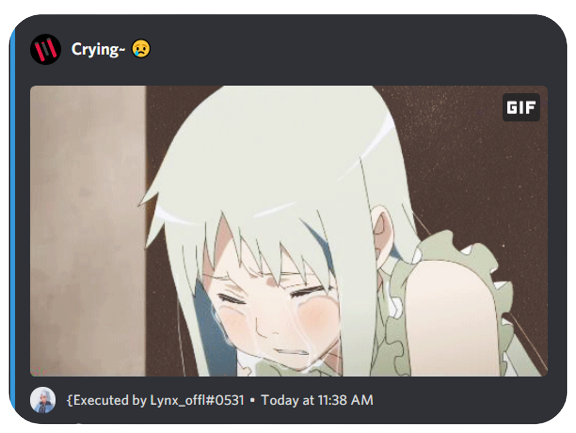 Crying~ 😢
GIF
{Executed by Lynx_offl#0531 • Today at 11:38 AM